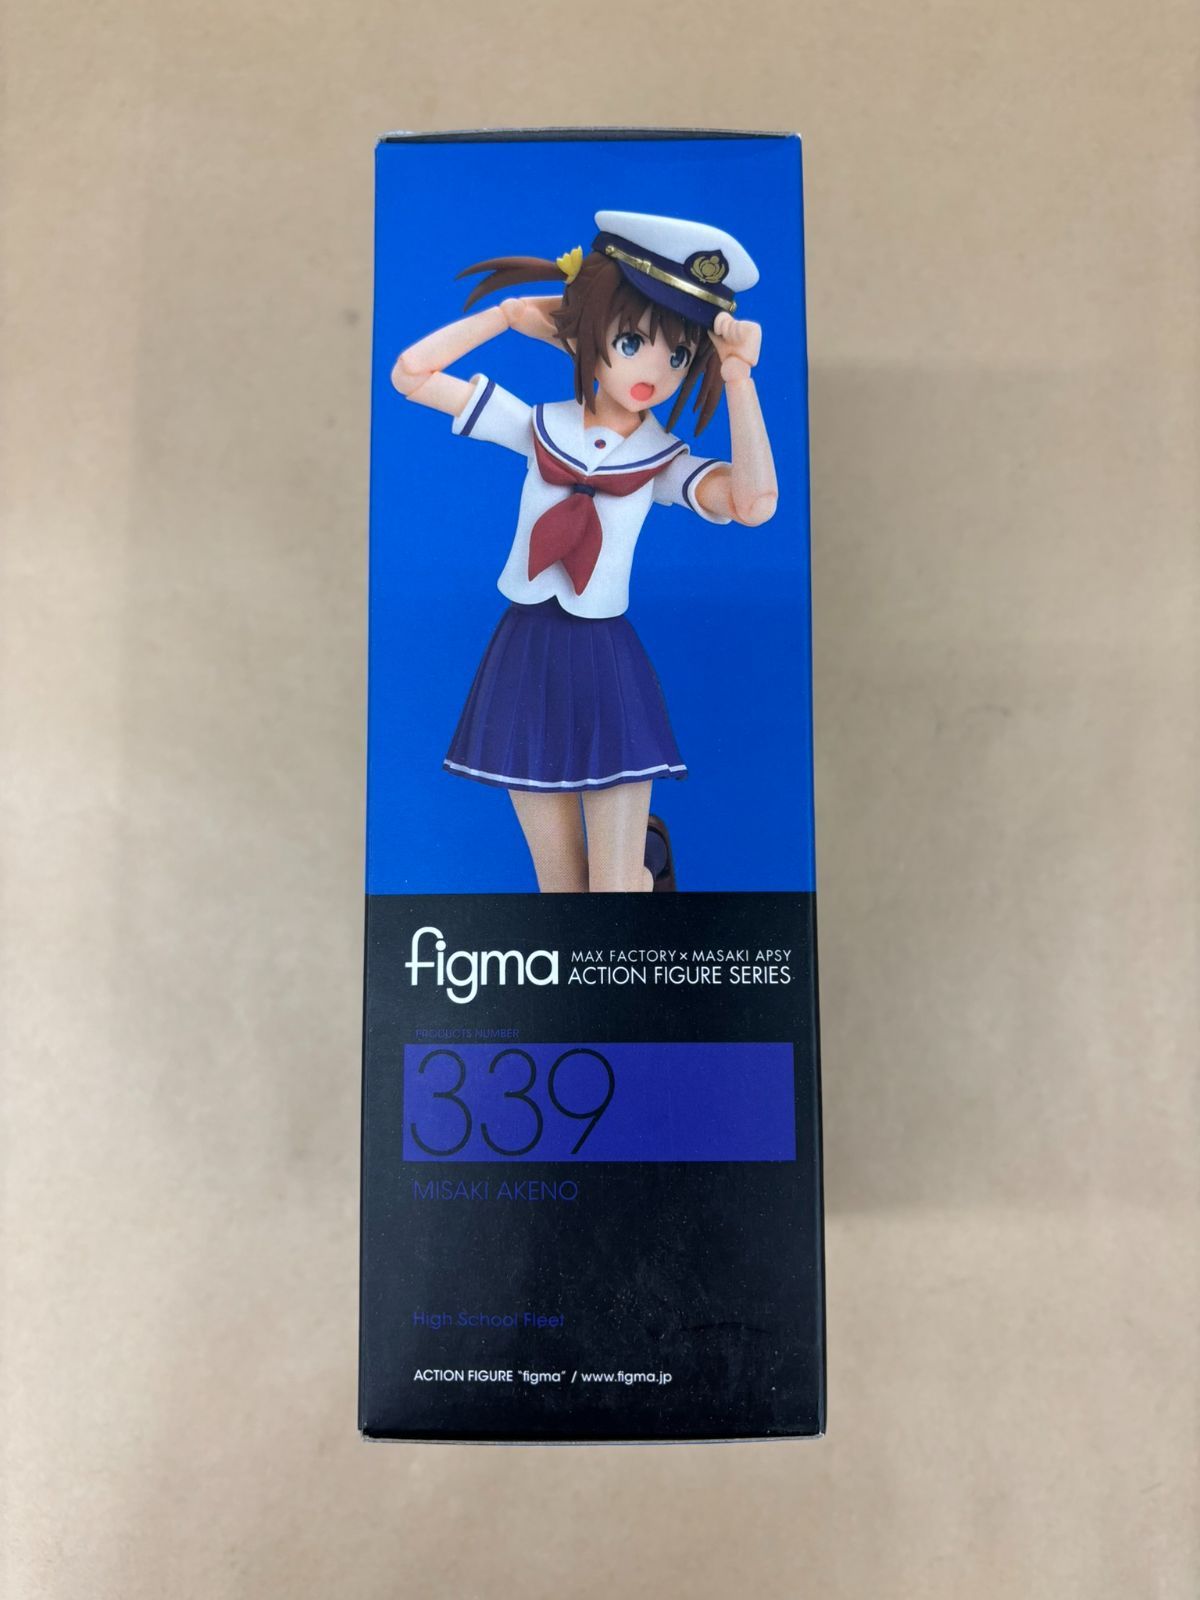 figma MAX FACTORY × MASAKI APSY
ACTION FIGURE SERIES
PRODUCTS NUMBER
339
MISAKI AKENO
High School Fleet
ACTION FIGURE "figma" / www.figma.jp